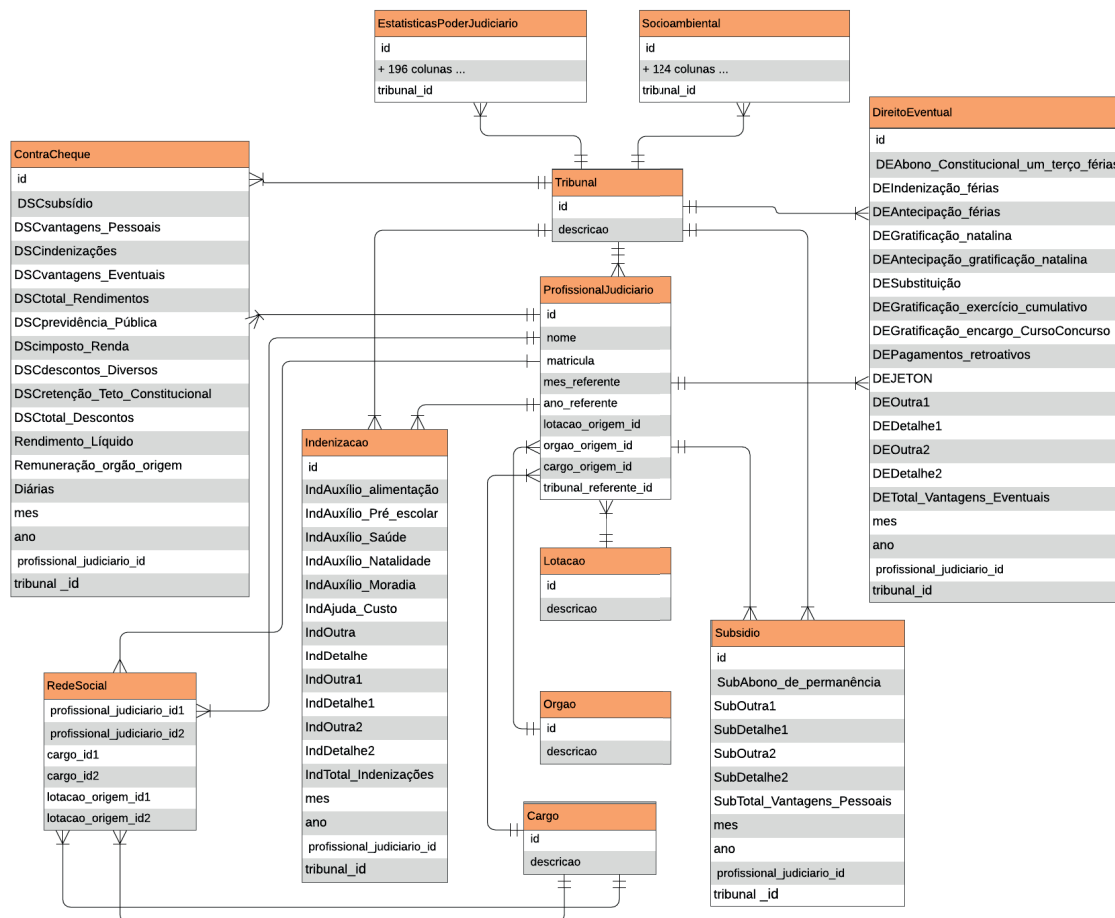 EstatisticasPoderJudiciario
id
+ 196 colunas ...
tribunal_id
Socioambiental
id
+ 124 colunas ...
tribunal_id
DireitoEventual
id
DEAbono_Constitucional_um_terço_férias
DEIndenização_férias
DEAntecipação_férias
DEGratificação_natalina
DEAntecipação_gratificação_natalina
DESubstituição
DEGratificação_exercício_cumulativo
DEGratificação_encargo_CursoConcurso
DEPagamentos_retroativos
DEJETON
DEOutra1
DEDetalhe1
DEOutra2
DEDetalhe2
DETotal_Vantagens_Eventuais
mes
ano
profissional_judiciario_id
tribunal_id
ContraCheque
id
DSCsubsídio
DSCvantagens_Pessoais
DSCindenizações
DSCvantagens_Eventuais
DSCtotal_Rendimentos
DSCprevidência_Pública
DSCimposto_Renda
DSCdescontos_Diversos
DSCretenção_Teto_Constitucional
DSCtotal_Descontos
Rendimento_Líquido
Remuneração_orgão_origem
Diárias
mes
ano
profissional_judiciario_id
tribunal _id
Tribunal
id
descricao
ProfissionalJudiciario
id
nome
matricula
mes_referente
ano_referente
lotacao_origem_id
orgao_origem_id
cargo_origem_id
tribunal_referente_id
Indenizacao
id
IndAuxílio_alimentação
IndAuxílio_Pré_escolar
IndAuxílio_Saúde
IndAuxílio_Natalidade
IndAuxílio_Moradia
IndAjuda_Custo
IndOutra
IndDetalhe
IndOutra1
IndDetalhe1
IndOutra2
IndDetalhe2
IndTotal_Indenizações
mes
ano
profissional_judiciario_id
tribunal_id
Lotacao
id
descricao
Orgao
id
descricao
Cargo
id
descricao
Subsidio
id
SubAbono_de_permanência
SubOutra1
SubDetalhe1
SubOutra2
SubDetalhe2
SubTotal_Vantagens_Pessoais
mes
ano
profissional_judiciario_id
tribunal _id
RedeSocial
profissional_judiciario_id1
profissional_judiciario_id2
cargo_id1
cargo_id2
lotacao_origem_id1
lotacao_origem_id2